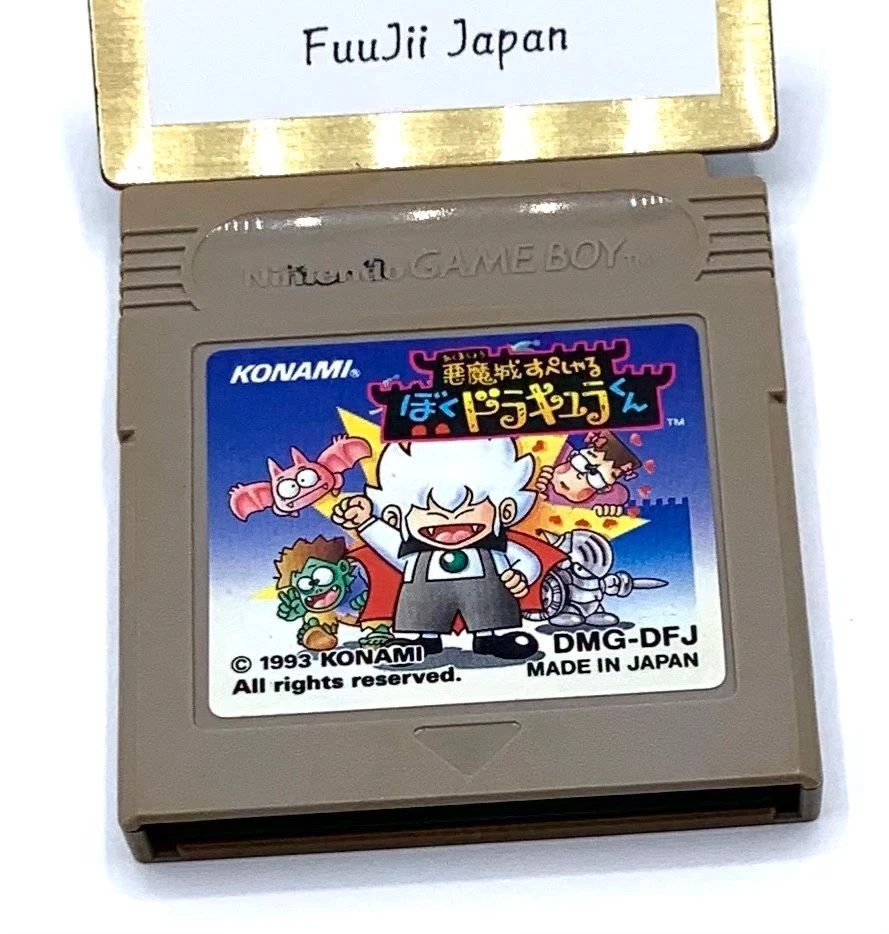 FuuJii Japan
Nintendo GAME BOY TM
KONAMI®
あくまじょう
悪魔城すぺしゃる
ぼくドラキュラくん
TM
© 1993 KONAMI
All rights reserved.
DMG-DFJ
MADE IN JAPAN